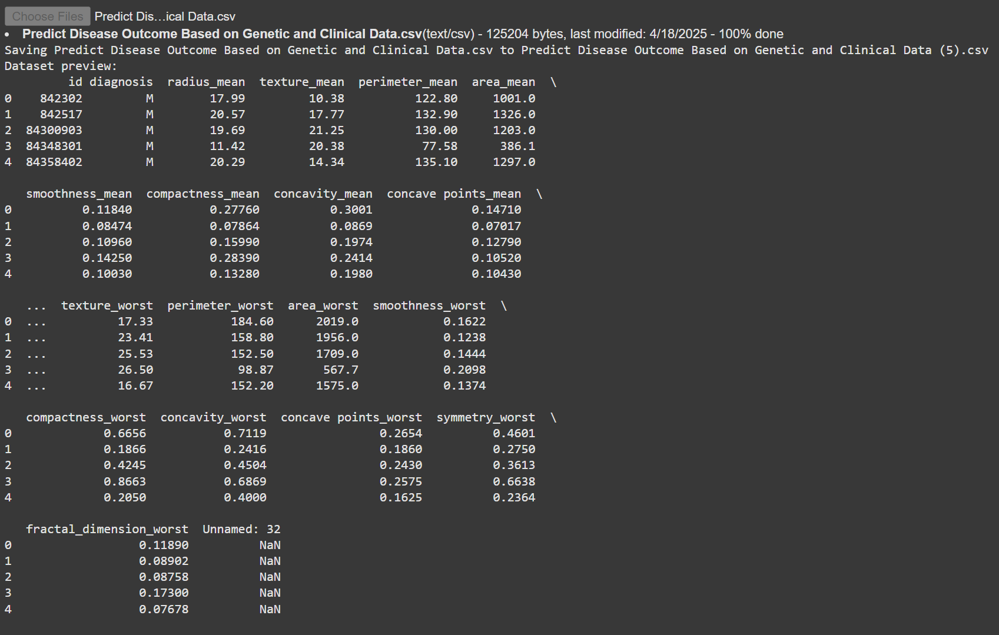 Choose Files Predict Dis...ical Data.csv
• Predict Disease Outcome Based on Genetic and Clinical Data.csv(text/csv) - 125204 bytes, last modified: 4/18/2025 - 100% done
Saving Predict Disease Outcome Based on Genetic and Clinical Data.csv to Predict Disease Outcome Based on Genetic and Clinical Data (5).csv
Dataset preview:
         id diagnosis  radius_mean  texture_mean  perimeter_mean  area_mean  \
0    842302         M        17.99         10.38          122.80     1001.0
1    842517         M        20.57         17.77          132.90     1326.0
2  84300903         M        19.69         21.25          130.00     1203.0
3  84348301         M        11.42         20.38           77.58      386.1
4  84358402         M        20.29         14.34          135.10     1297.0

   smoothness_mean  compactness_mean  concavity_mean  concave points_mean  \
0          0.11840           0.27760          0.3001              0.14710
1          0.08474           0.07864          0.0869              0.07017
2          0.10960           0.15990          0.1974              0.12790
3          0.14250           0.28390          0.2414              0.10520
4          0.10030           0.13280          0.1980              0.10430

   ...  texture_worst  perimeter_worst  area_worst  smoothness_worst  \
0  ...          17.33           184.60      2019.0            0.1622
1  ...          23.41           158.80      1956.0            0.1238
2  ...          25.53           152.50      1709.0            0.1444
3  ...          26.50            98.87       567.7            0.2098
4  ...          16.67           152.20      1575.0            0.1374

   compactness_worst  concavity_worst  concave points_worst  symmetry_worst  \
0             0.6656           0.7119                0.2654          0.4601
1             0.1866           0.2416                0.1860          0.2750
2             0.4245           0.4504                0.2430          0.3613
3             0.8663           0.6869                0.2575          0.6638
4             0.2050           0.4000                0.1625          0.2364

   fractal_dimension_worst  Unnamed: 32
0                  0.11890          NaN
1                  0.08902          NaN
2                  0.08758          NaN
3                  0.17300          NaN
4                  0.07678          NaN